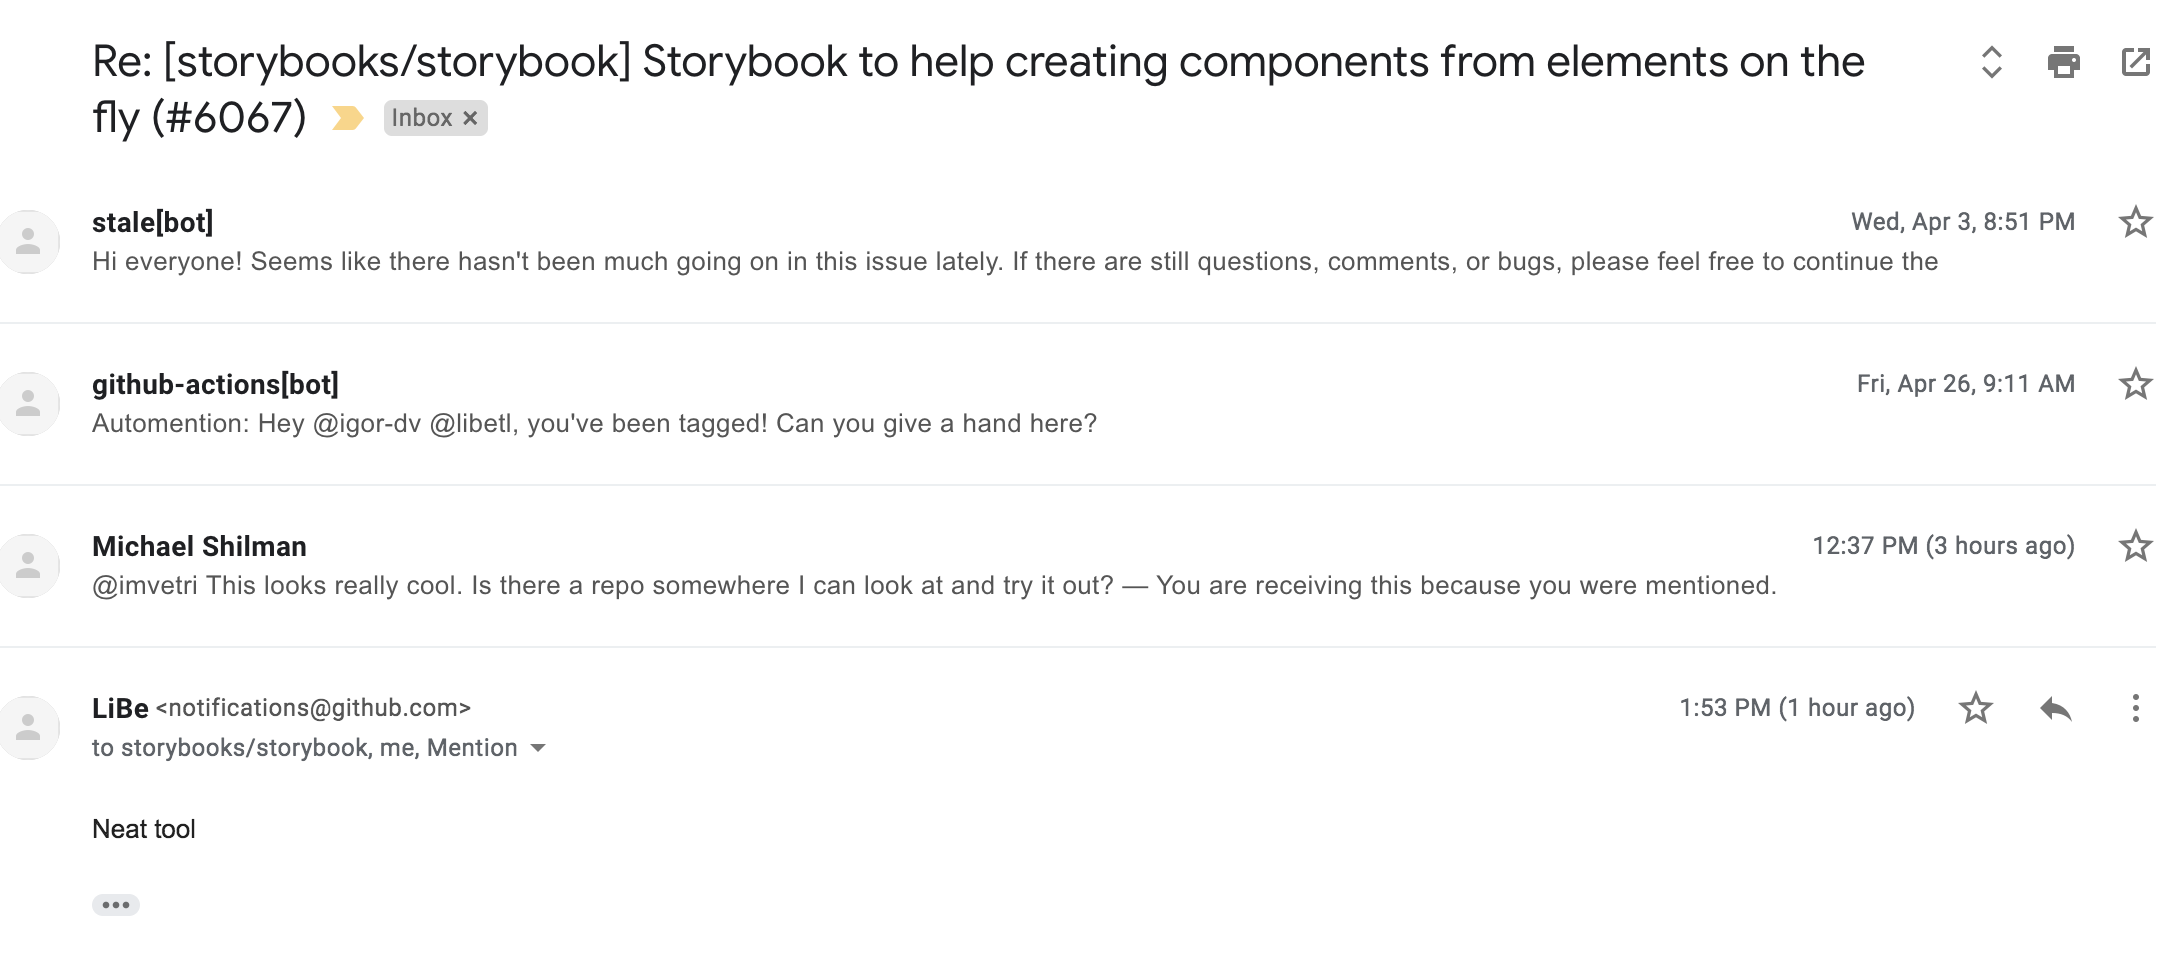 Re: [storybooks/storybook] Storybook to help creating components from elements on the
fly (#6067) Inbox ×
stale[bot] Wed, Apr 3, 8:51 PM
Hi everyone! Seems like there hasn't been much going on in this issue lately. If there are still questions, comments, or bugs, please feel free to continue the
github-actions[bot] Fri, Apr 26, 9:11 AM
Automention: Hey @igor-dv @libetl, you've been tagged! Can you give a hand here?
Michael Shilman 12:37 PM (3 hours ago)
@imvetri This looks really cool. Is there a repo somewhere I can look at and try it out? — You are receiving this because you were mentioned.
LiBe <notifications@github.com> 1:53 PM (1 hour ago)
to storybooks/storybook, me, Mention
Neat tool